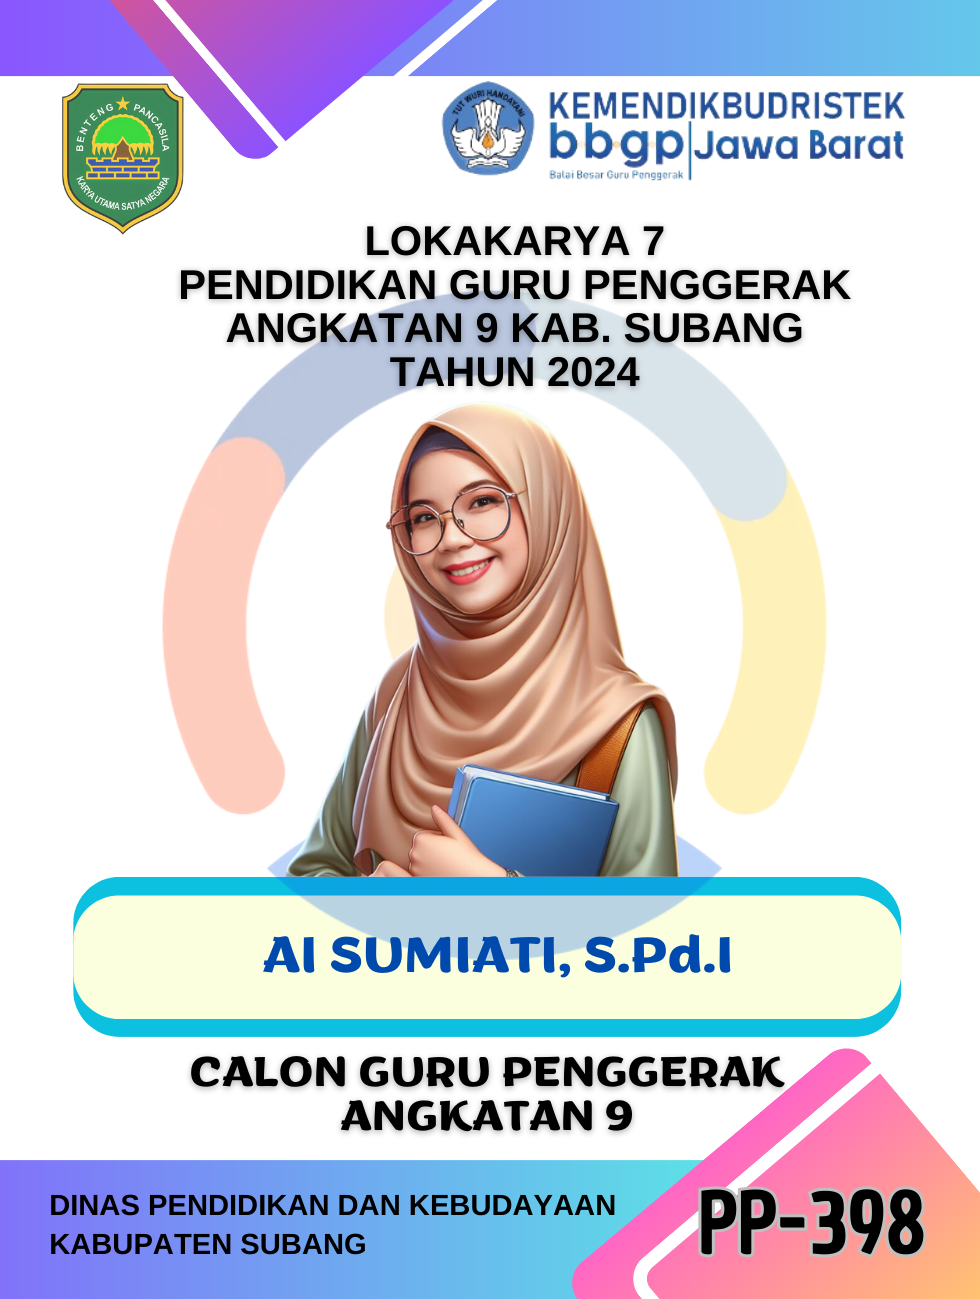 BENTENG PANCASILA
KARYA UTAMA SATYA NEGARA
TUT WURI HANDAYANI
KEMENDIKBUDRISTEK
bbgp Jawa Barat
Balai Besar Guru Penggerak
LOKAKARYA 7
PENDIDIKAN GURU PENGGERAK
ANGKATAN 9 KAB. SUBANG
TAHUN 2024
AI SUMIATI, S.Pd.I
CALON GURU PENGGERAK
ANGKATAN 9
DINAS PENDIDIKAN DAN KEBUDAYAAN
KABUPATEN SUBANG
PP-398